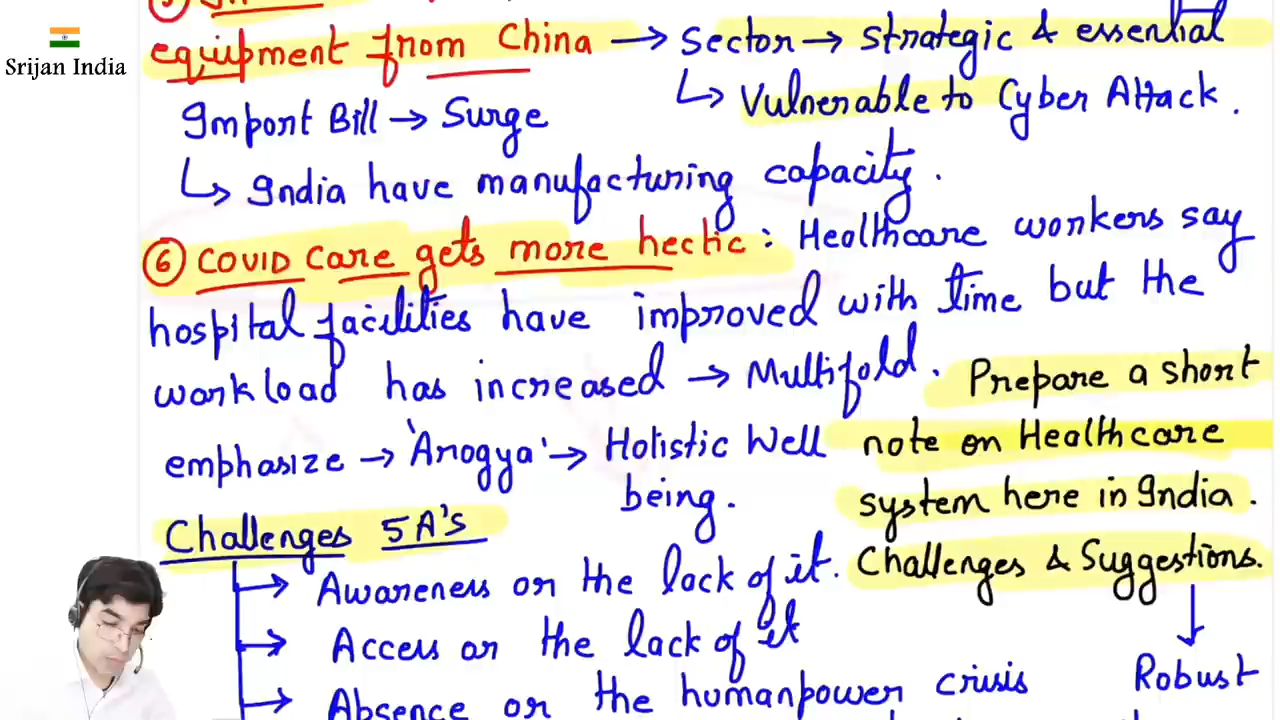 Srijan India
equipment from China → Sector → strategic & essential
↳ Vulnerable to Cyber Attack.
Import Bill → Surge
↳ India have manufacturing capacity.
⑥ COVID Care gets more hectic : Healthcare workers say
hospital facilities have improved with time but the
workload has increased → Multifold.
Prepare a short
note on Healthcare
system here in India.
Challenges & Suggestions.
↓
Robust
emphasize → 'Arogya' → Holistic Well
being.
Challenges 5A's
→ Awareness or the lack of it.
→ Access or the lack of it
→ Absence or the humanpower crisis